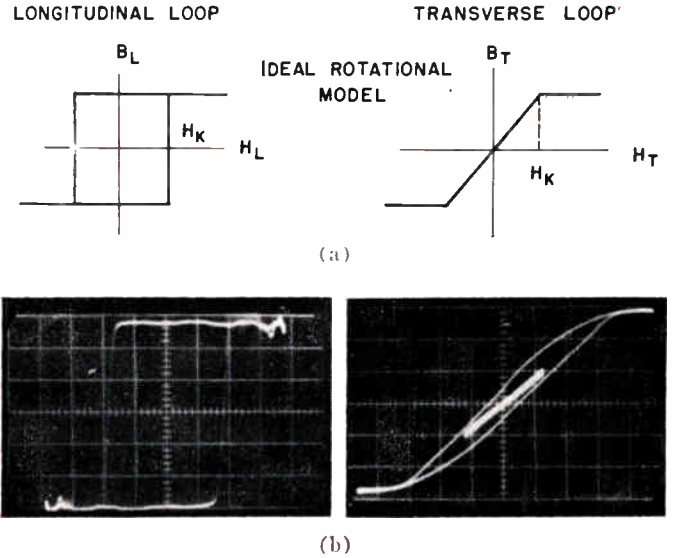 LONGITUDINAL LOOP
TRANSVERSE LOOP
B_L
IDEAL ROTATIONAL
MODEL
B_T
H_K
H_L
H_K
H_T
(a)
(b)